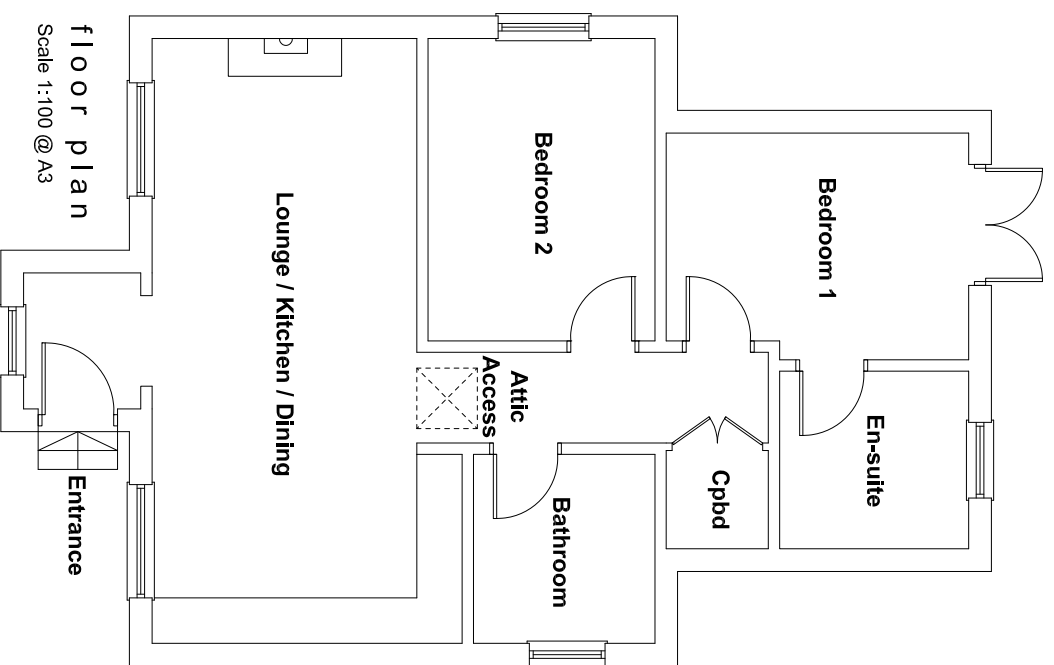 floor plan
Scale 1:100 @ A3
Bedroom 1
En-suite
Cpbd
Bedroom 2
Attic
Access
Bathroom
Lounge / Kitchen / Dining
Entrance